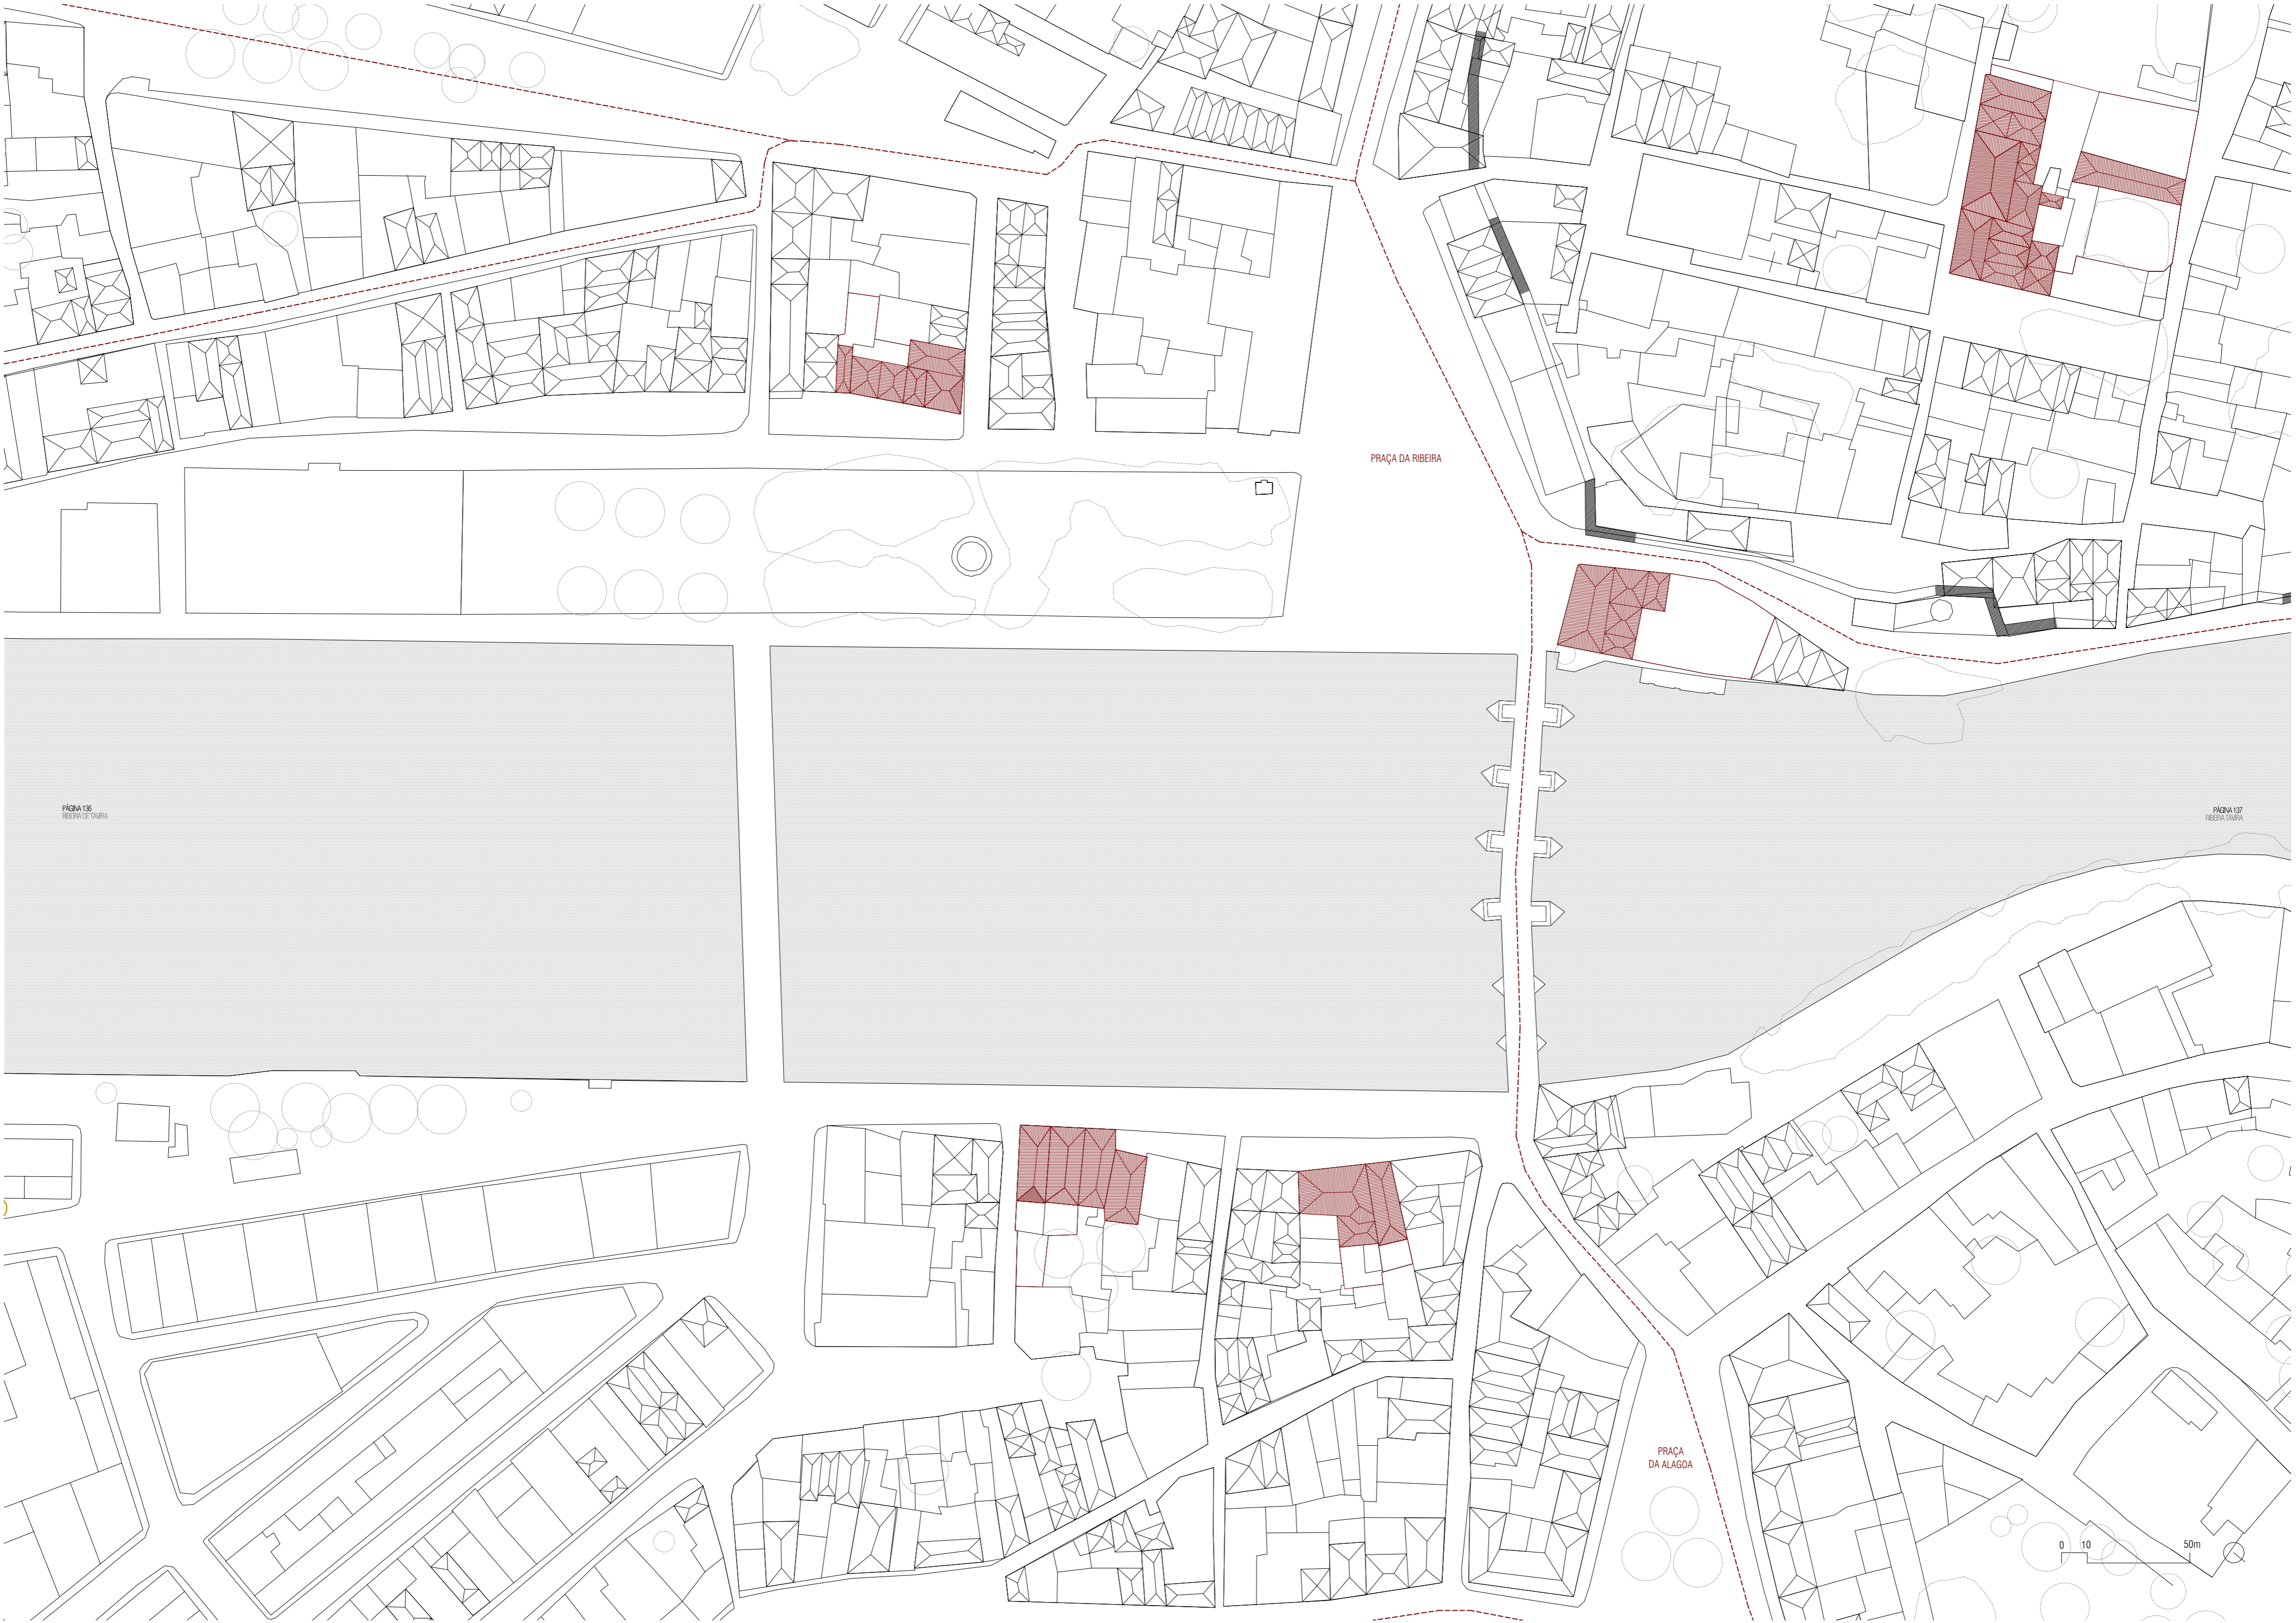 PRAÇA DA RIBEIRA
PÁGINA 136
RIBEIRA DE TAVIRA
PÁGINA 137
RIBEIRA TAVIRA
PRAÇA
DA ALAGOA
0 10 50m